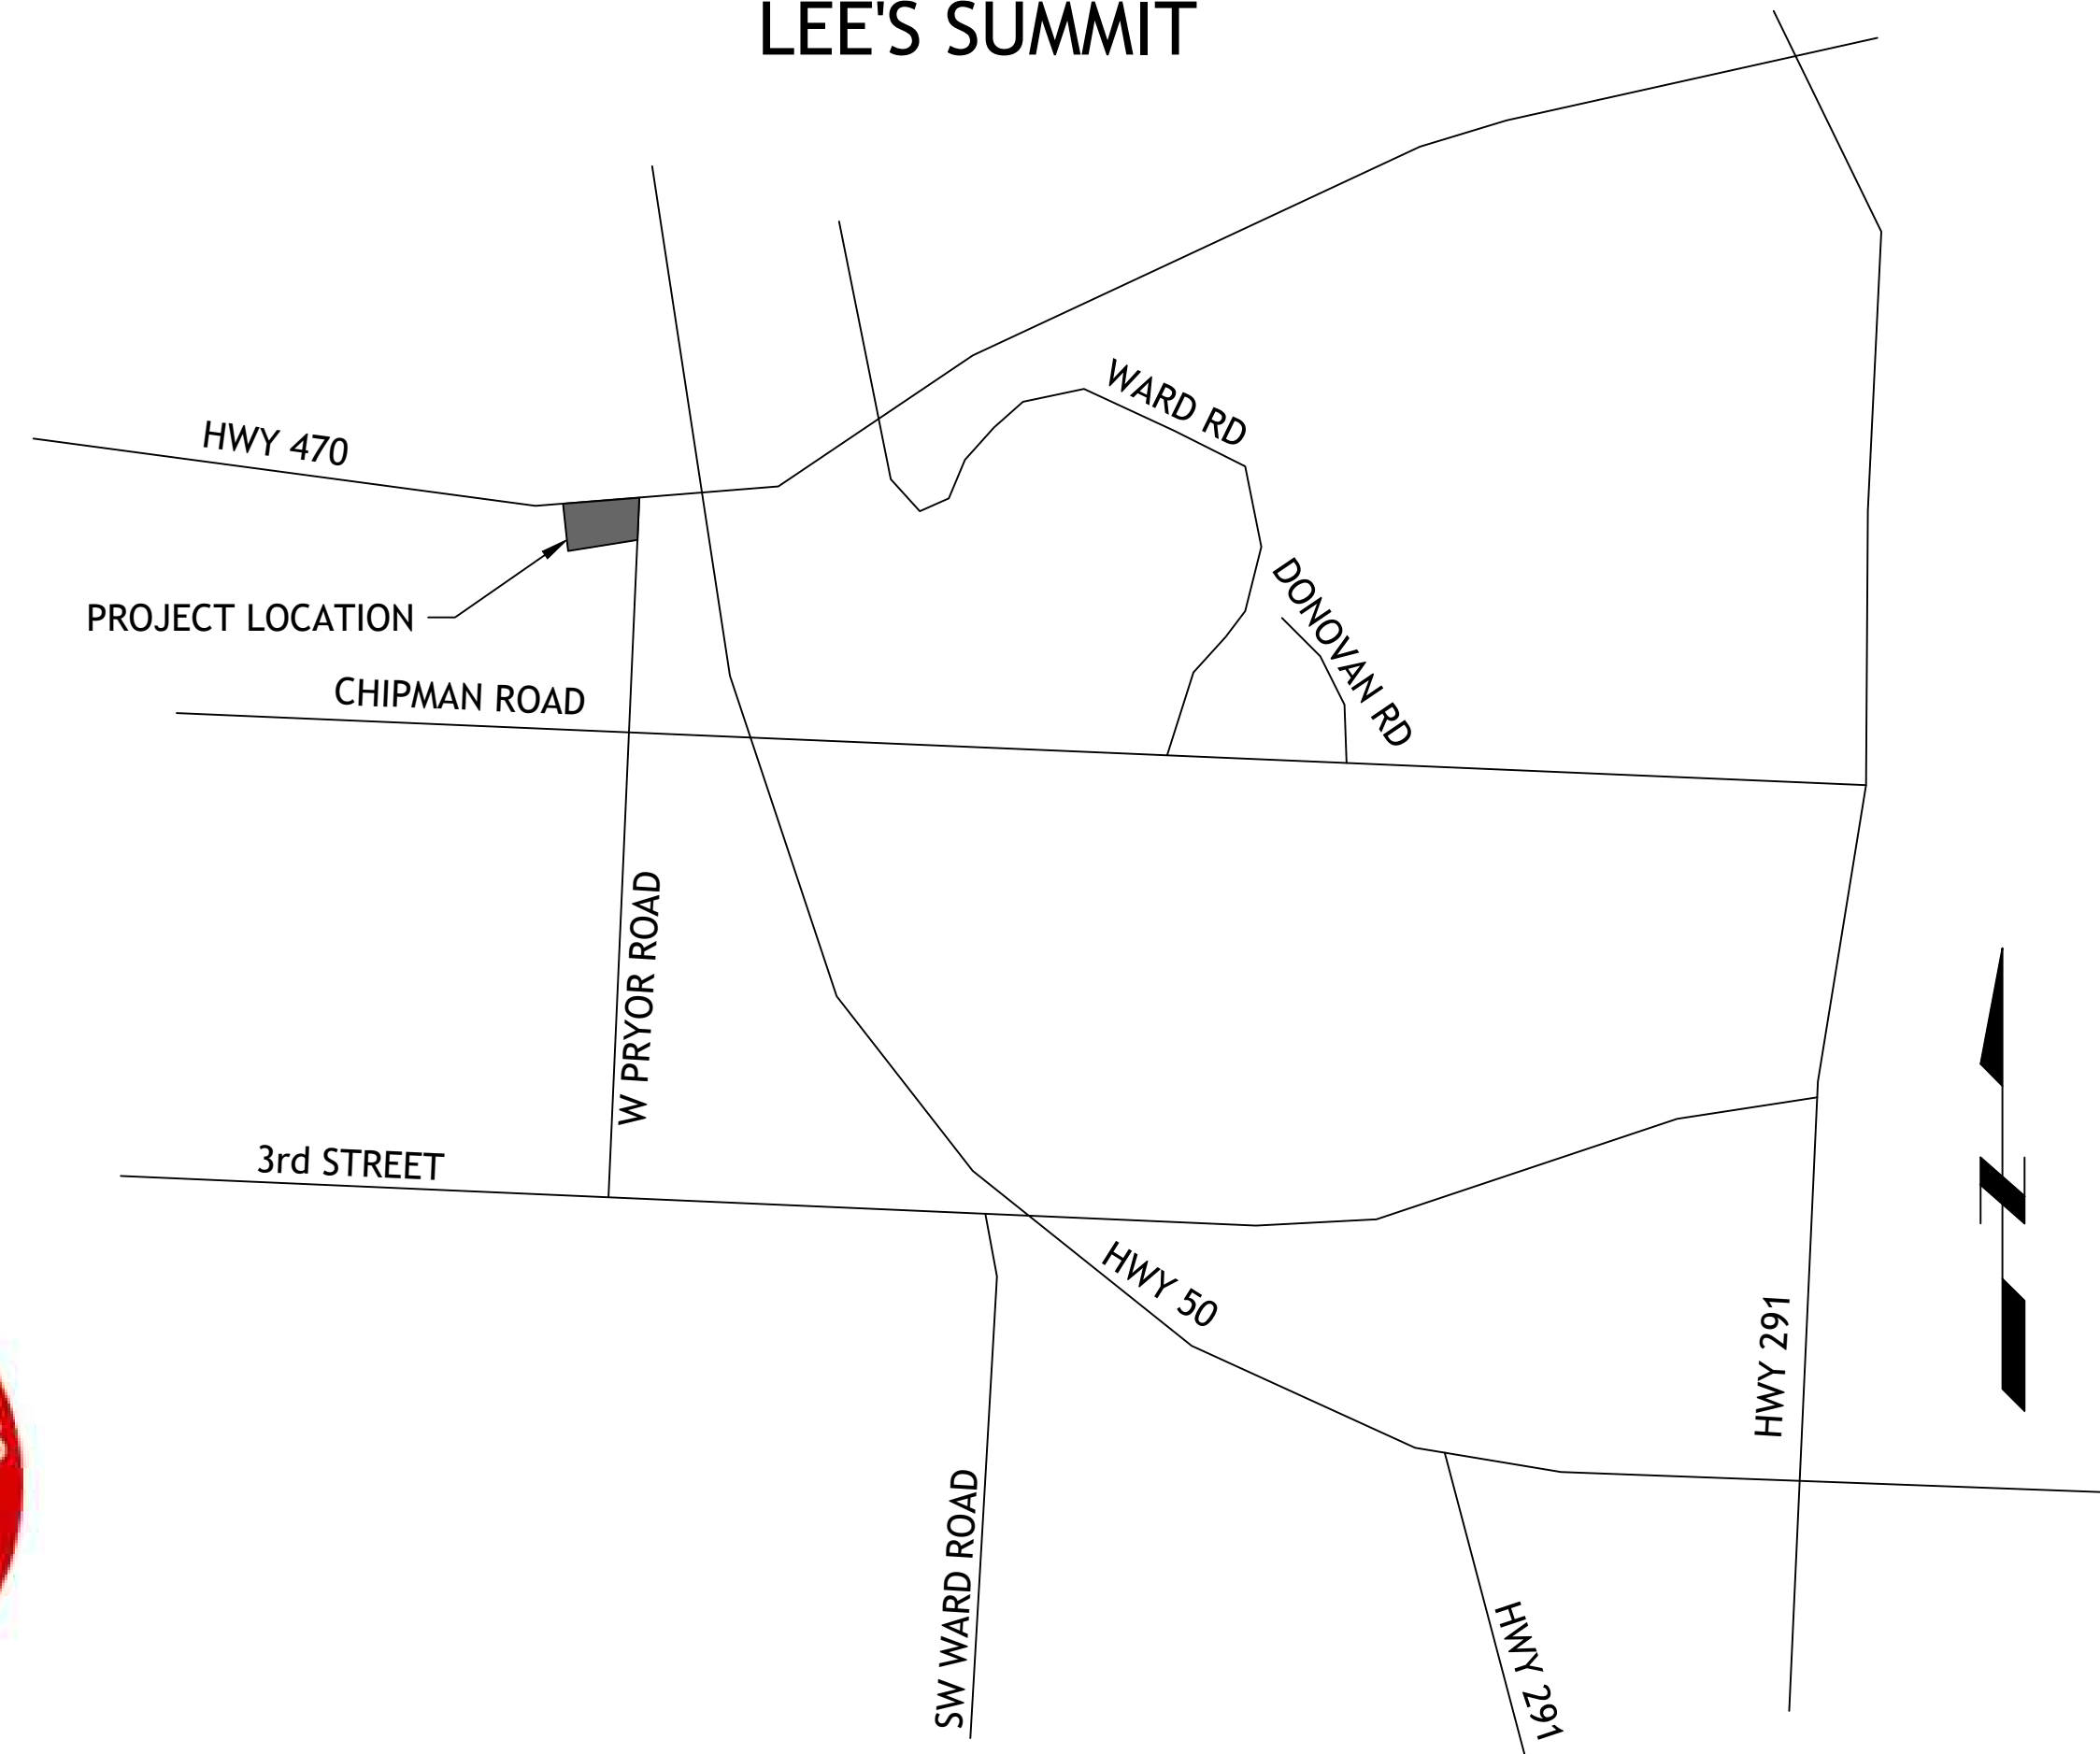 LEE'S SUMMIT
WARD RD
HWY 470
DONOVAN RD
PROJECT LOCATION
CHIPMAN ROAD
W PRYOR ROAD
3rd STREET
N
HWY 50
HWY 291
SW WARD ROAD
HWY 291